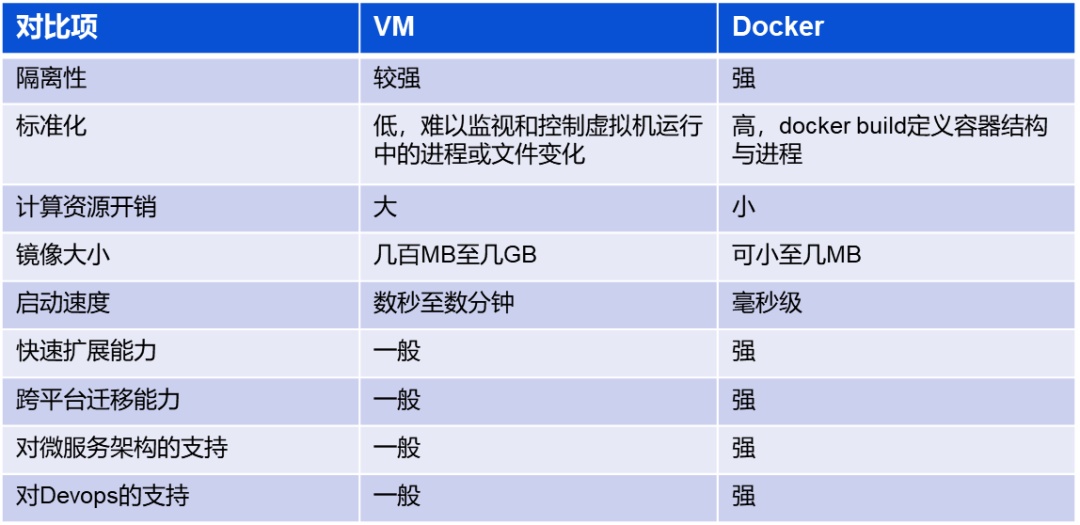 对比项 VM Docker
隔离性 较强 强
标准化 低，难以监视和控制虚拟机运行 高，docker build定义容器结构
中的进程或文件变化 与进程
计算资源开销 大 小
镜像大小 几百MB至几GB 可小至几MB
启动速度 数秒至数分钟 毫秒级
快速扩展能力 一般 强
跨平台迁移能力 一般 强
对微服务架构的支持 一般 强
对Devops的支持 一般 强